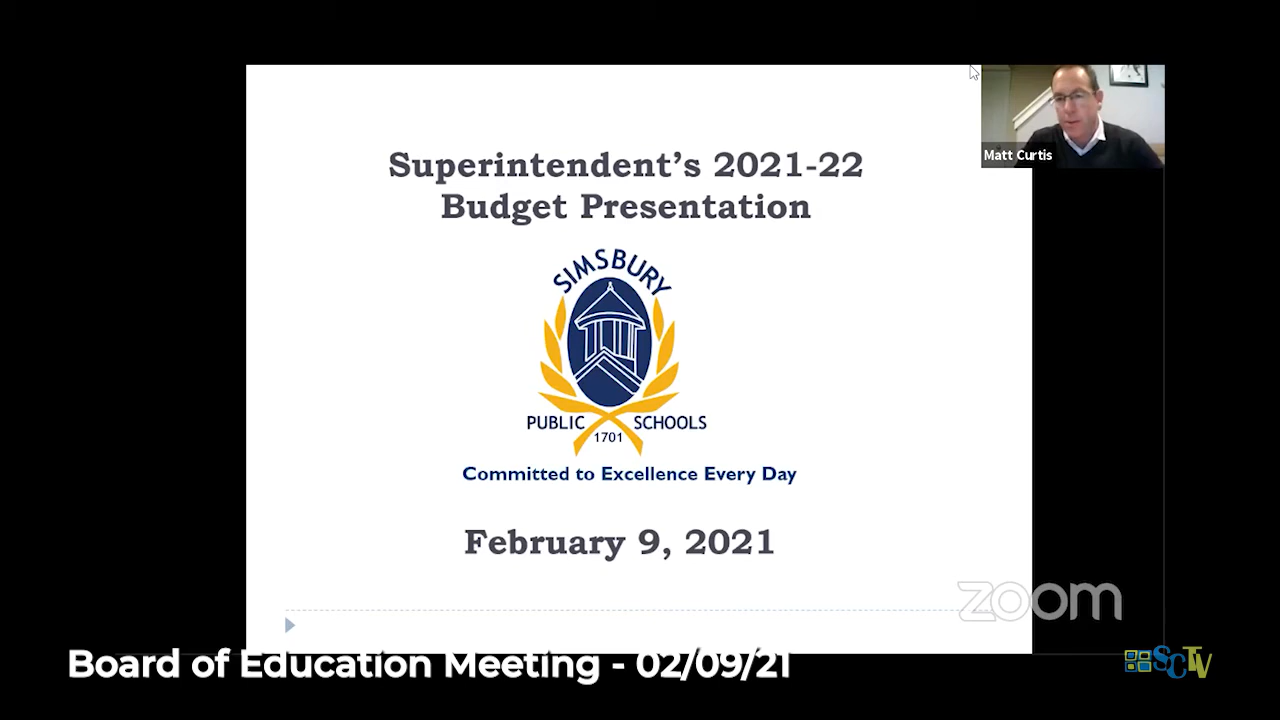 Matt Curtis
Superintendent's 2021-22
Budget Presentation
SIMSBURY
PUBLIC SCHOOLS
1701
Committed to Excellence Every Day
February 9, 2021
zoom
Board of Education Meeting - 02/09/21
SCTV